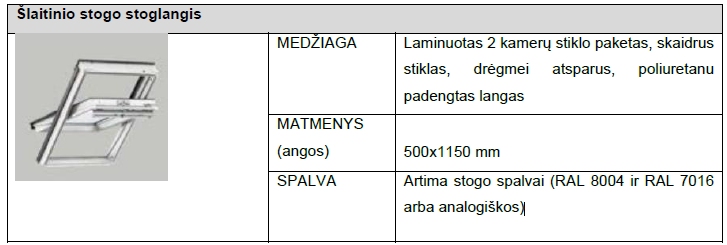 Šlaitinio stogo stoglangis
MEDŽIAGA
Laminuotas 2 kamerų stiklo paketas, skaidrus
stiklas, drėgmei atsparus, poliuretanu
padengtas langas
MATMENYS
(angos)
500x1150 mm
SPALVA
Artima stogo spalvai (RAL 8004 ir RAL 7016
arba analogiškos)